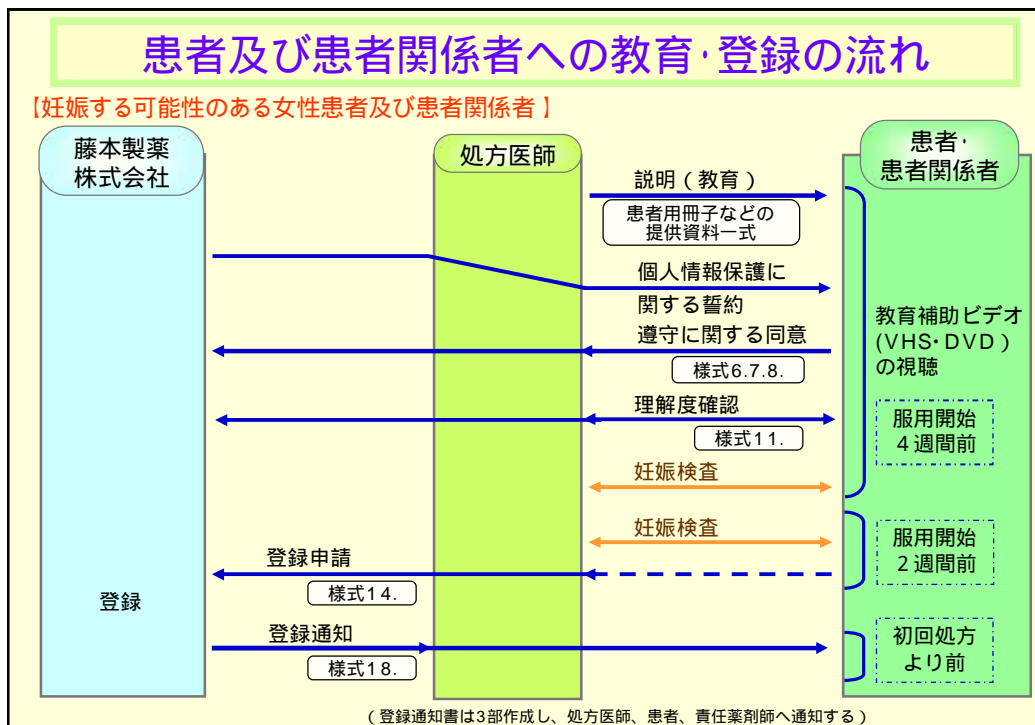 患者及び患者関係者への教育・登録の流れ
【妊娠する可能性のある女性患者及び患者関係者】
藤本製薬
株式会社
処方医師
患者・
患者関係者
説明(教育)
患者用冊子などの
提供資料一式
個人情報保護に
関する誓約
遵守に関する同意
様式6.7.8.
理解度確認
様式11.
妊娠検査
教育補助ビデオ
(VHS・DVD)
の視聴
服用開始
4週間前
妊娠検査
服用開始
2週間前
登録申請
様式14.
登録
登録通知
様式18.
初回処方
より前
(登録通知書は3部作成し、処方医師、患者、責任薬剤師へ通知する)